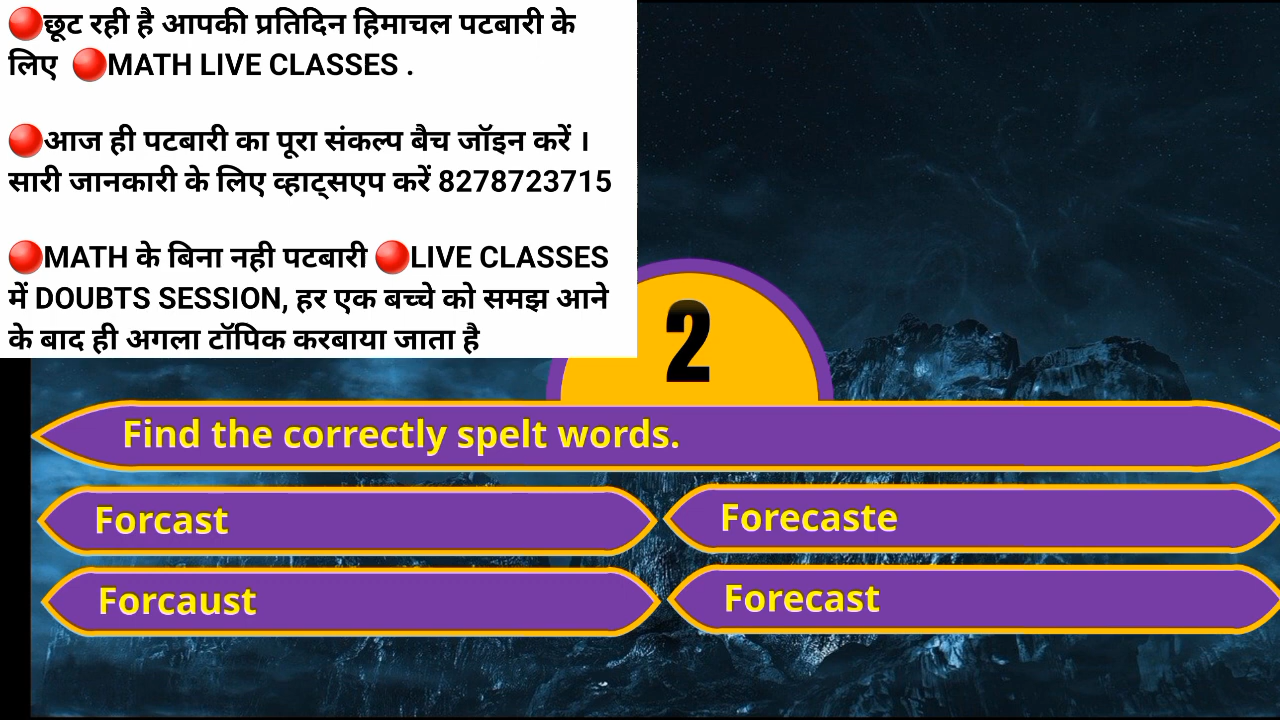 🔴छूट रही है आपकी प्रतिदिन हिमाचल पटबारी के
लिए 🔴MATH LIVE CLASSES .
🔴आज ही पटबारी का पूरा संकल्प बैच जॉइन करें ।
सारी जानकारी के लिए व्हाट्सएप करें 8278723715
🔴MATH के बिना नही पटबारी 🔴LIVE CLASSES
में DOUBTS SESSION, हर एक बच्चे को समझ आने
के बाद ही अगला टॉपिक करबाया जाता है
2
Find the correctly spelt words.
Forcast
Forecaste
Forcaust
Forecast